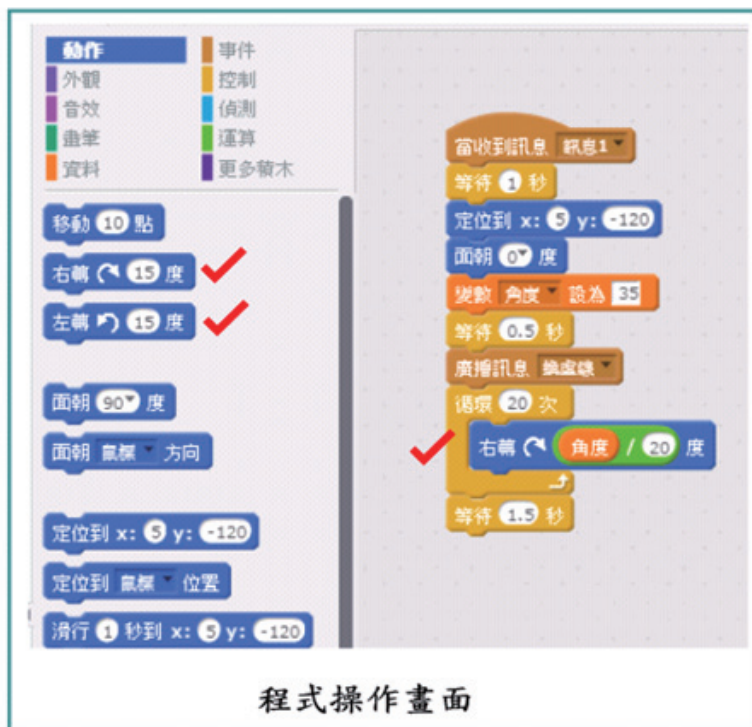 動作 事件
外觀 控制
音效 偵測
畫筆 運算
資料 更多積木
移動 10 點
右轉 15 度
左轉 15 度
面朝 90 度
面朝 鼠標 方向
定位到 x: 5 y: -120
定位到 鼠標 位置
滑行 1 秒到 x: 5 y: -120
當收到訊息 訊息1
等待 1 秒
定位到 x: 5 y: -120
面朝 0 度
變數 角度 設為 35
等待 0.5 秒
廣播訊息
循環 20 次
右轉 角度 / 20 度
等待 1.5 秒
程式操作畫面